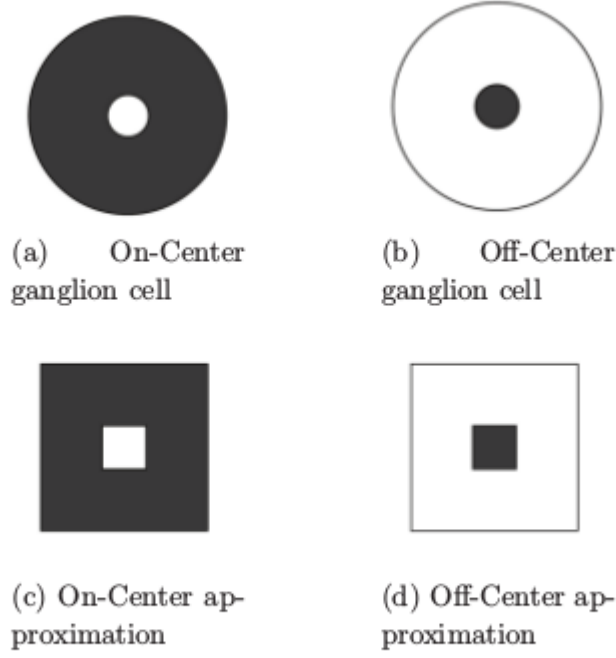 (a) On-Center
ganglion cell
(b) Off-Center
ganglion cell
(c) On-Center ap-
proximation
(d) Off-Center ap-
proximation